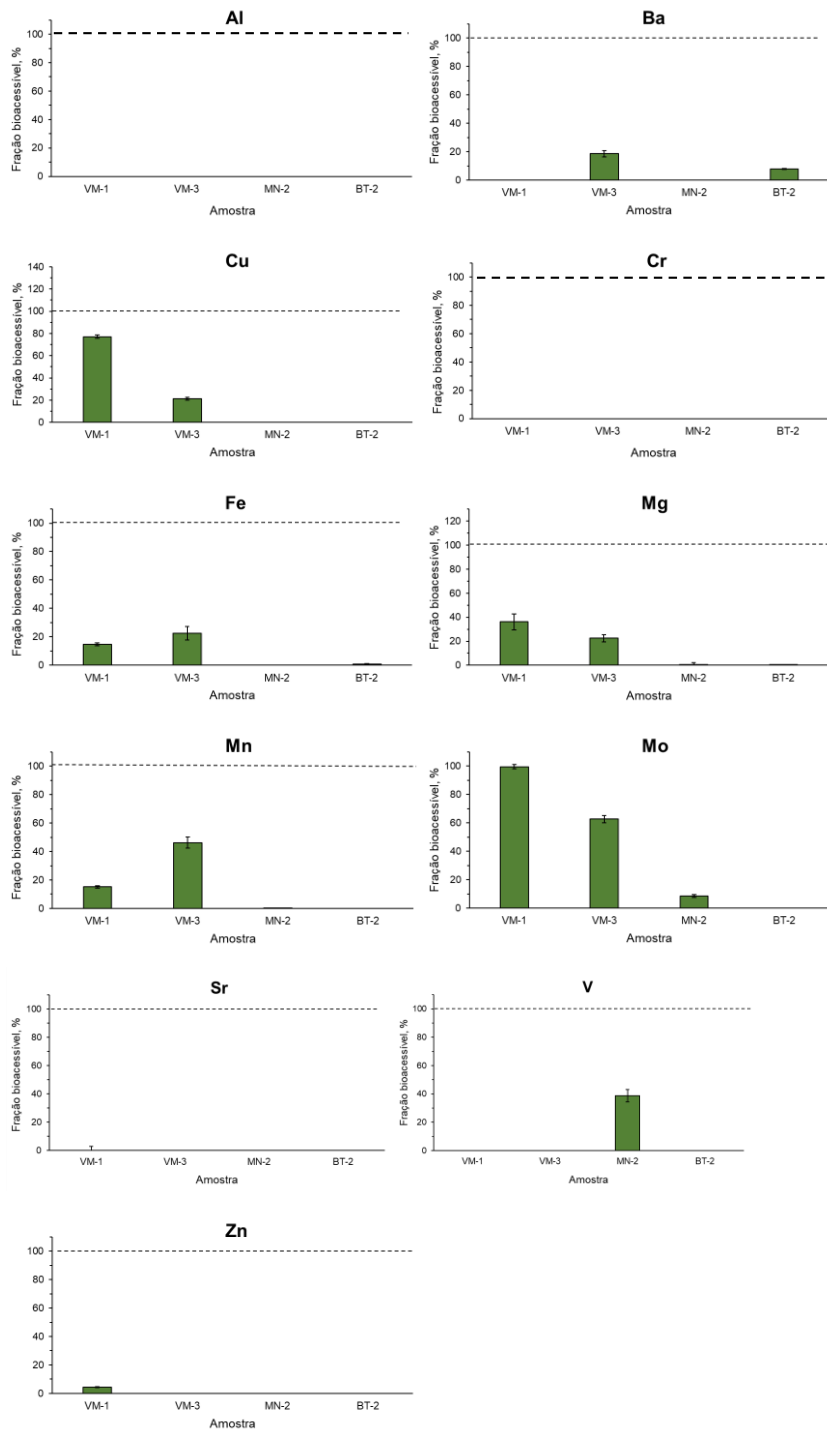 Al
Fração bioacessível, %
100
80
60
40
20
0
VM-1 VM-3 MN-2 BT-2
Amostra
Ba
Fração bioacessível, %
100
80
60
40
20
0
VM-1 VM-3 MN-2 BT-2
Amostra
Cu
Fração bioacessível, %
140
120
100
80
60
40
20
0
VM-1 VM-3 MN-2 BT-2
Amostra
Cr
Fração bioacessível, %
100
80
60
40
20
0
VM-1 VM-3 MN-2 BT-2
Amostra
Fe
Fração bioacessível, %
100
80
60
40
20
0
VM-1 VM-3 MN-2 BT-2
Amostra
Mg
Fração bioacessível, %
120
100
80
60
40
20
0
VM-1 VM-3 MN-2 BT-2
Amostra
Mn
Fração bioacessível, %
100
80
60
40
20
0
VM-1 VM-3 MN-2 BT-2
Amostra
Mo
Fração bioacessível, %
100
80
60
40
20
0
VM-1 VM-3 MN-2 BT-2
Amostra
Sr
Fração bioacessível, %
100
80
60
40
20
0
VM-1 VM-3 MN-2 BT-2
Amostra
V
Fração bioacessível, %
100
80
60
40
20
0
VM-1 VM-3 MN-2 BT-2
Amostra
Zn
Fração bioacessível, %
100
80
60
40
20
0
VM-1 VM-3 MN-2 BT-2
Amostra